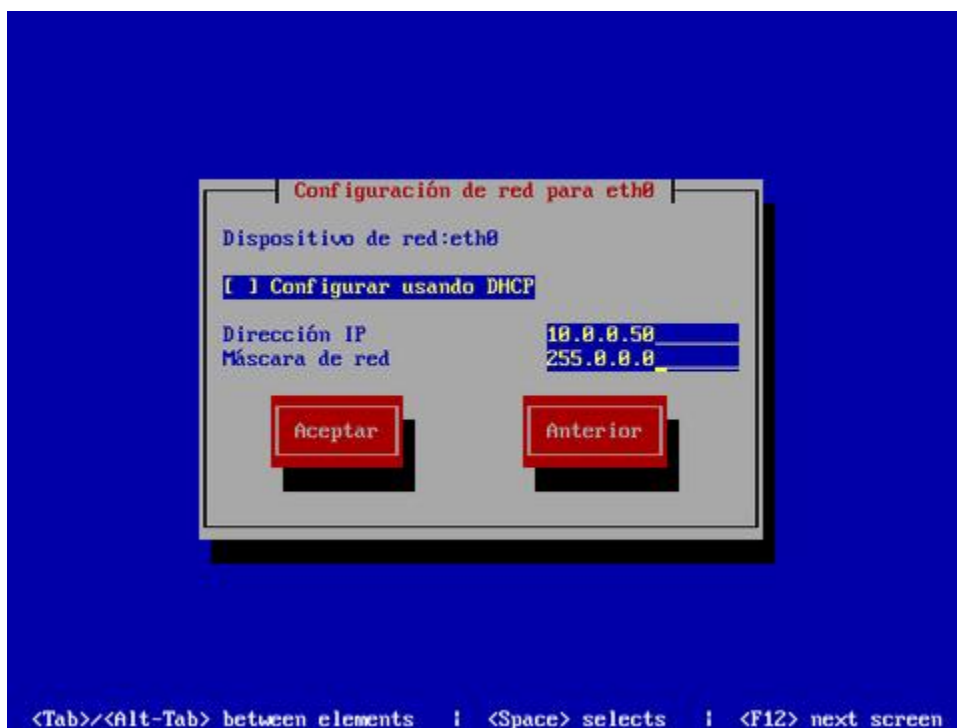 Configuración de red para eth0
Dispositivo de red:eth0
[ ] Configurar usando DHCP
Dirección IP 10.0.0.50
Máscara de red 255.0.0.0
Aceptar Anterior
<Tab>/<Alt-Tab> between elements | <Space> selects | <F12> next screen